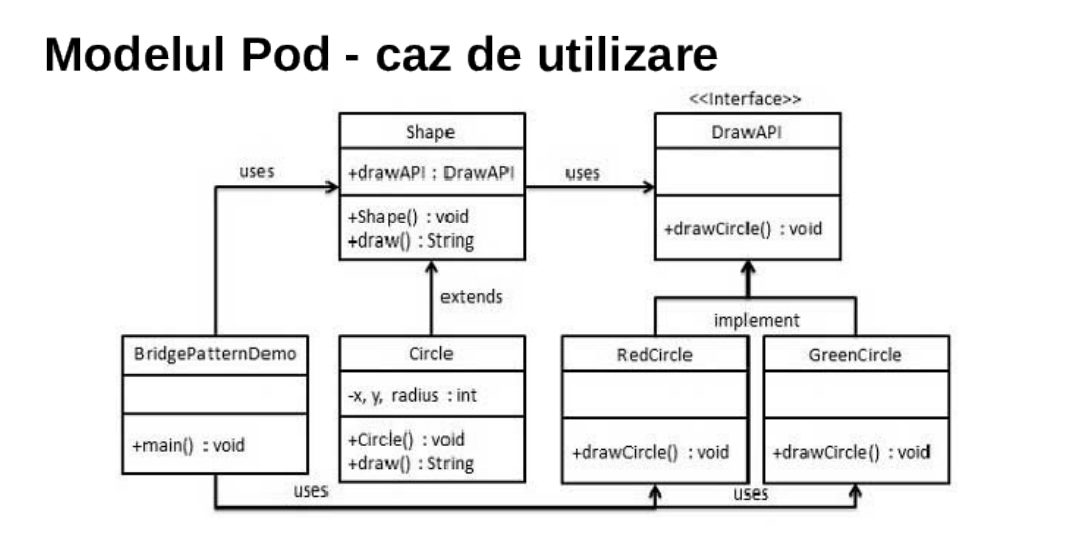 Modelul Pod - caz de utilizare
<<Interface>>
Shape
+drawAPI : DrawAPI
+Shape() : void
+draw() : String
uses
uses
DrawAPI
+drawCircle() : void
extends
implement
BridgePatternDemo
+main() : void
Circle
-x, y, radius : int
+Circle() : void
+draw() : String
RedCircle
+drawCircle() : void
GreenCircle
+drawCircle() : void
uses
uses